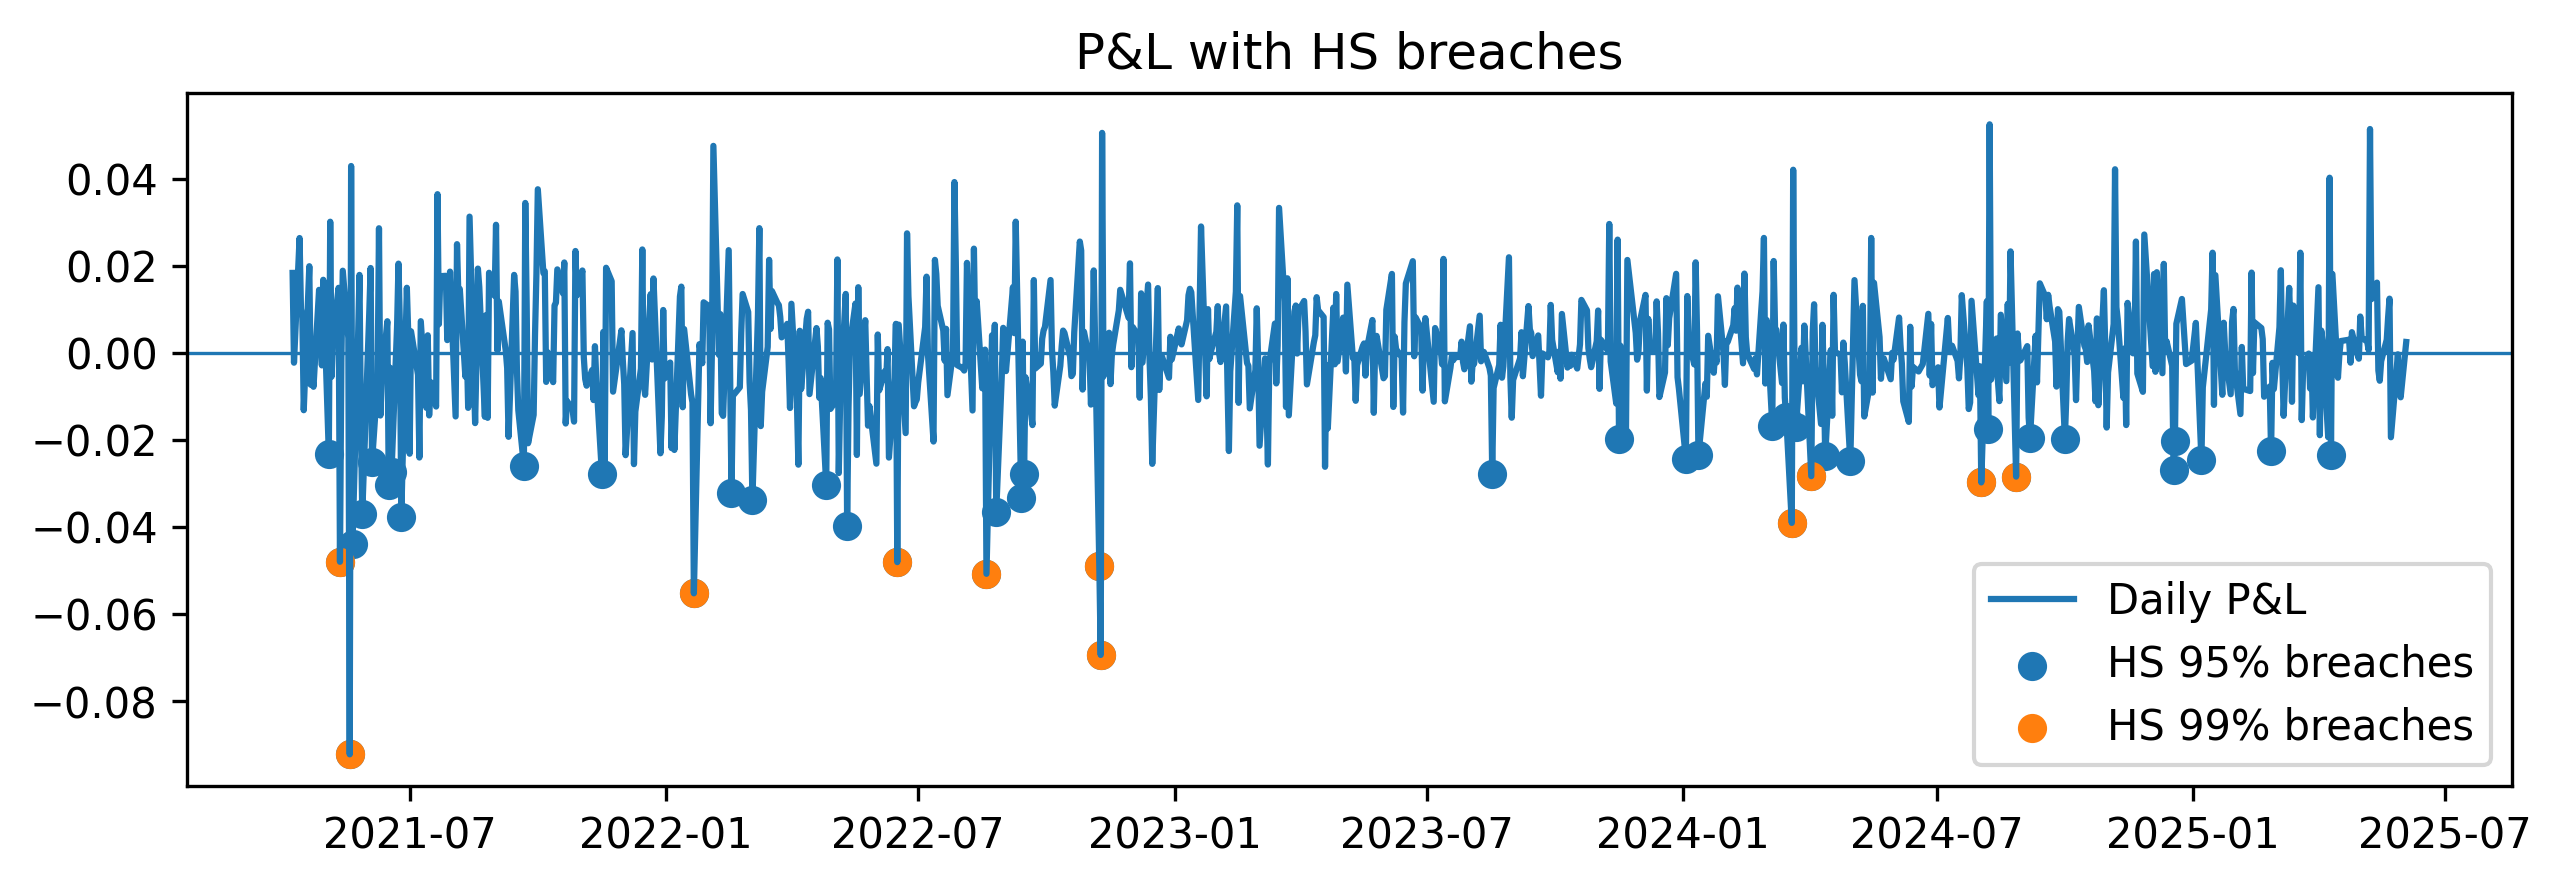 P&L with HS breaches
0.04
0.02
0.00
−0.02
−0.04
−0.06
−0.08
Daily P&L
HS 95% breaches
HS 99% breaches
2021-07 2022-01 2022-07 2023-01 2023-07 2024-01 2024-07 2025-01 2025-07